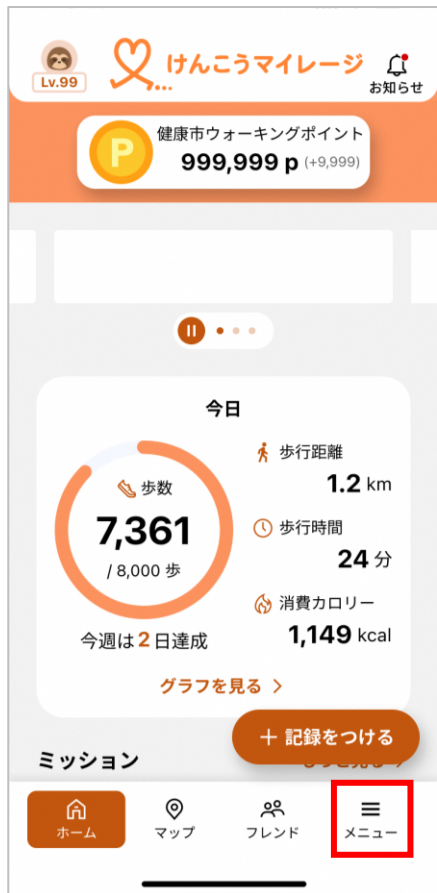 けんこうマイレージ
Lv.99
お知らせ
P
健康市ウォーキングポイント
999,999 p (+9,999)
今日
歩数
7,361
/ 8,000 歩
今週は2日達成
歩行距離
1.2 km
歩行時間
24 分
消費カロリー
1,149 kcal
グラフを見る
+ 記録をつける
ミッション
ホーム
マップ
フレンド
メニュー